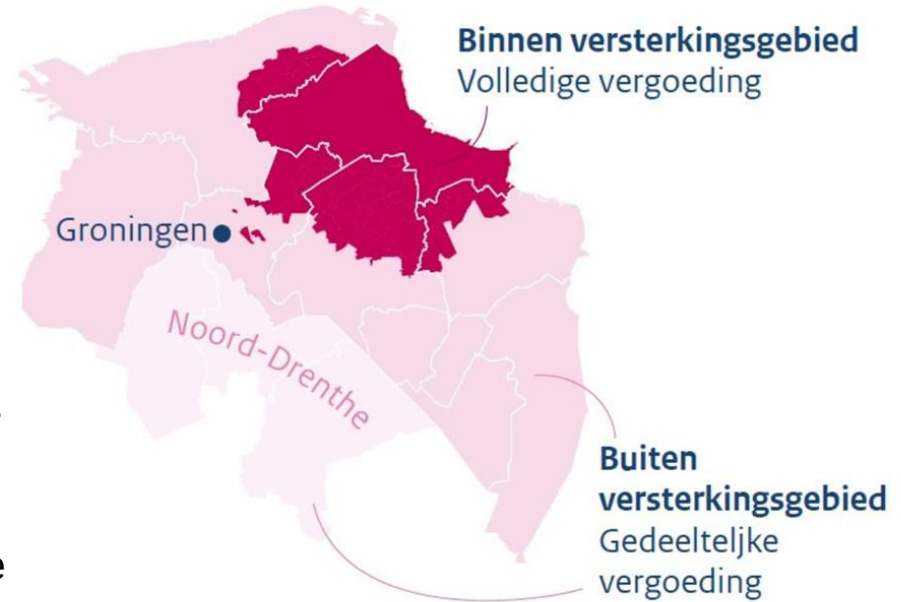 Binnen versterkingsgebied
Volledige vergoeding
Groningen
Noord-Drenthe
Buiten
versterkingsgebied
Gedeelteljke
vergoeding
e